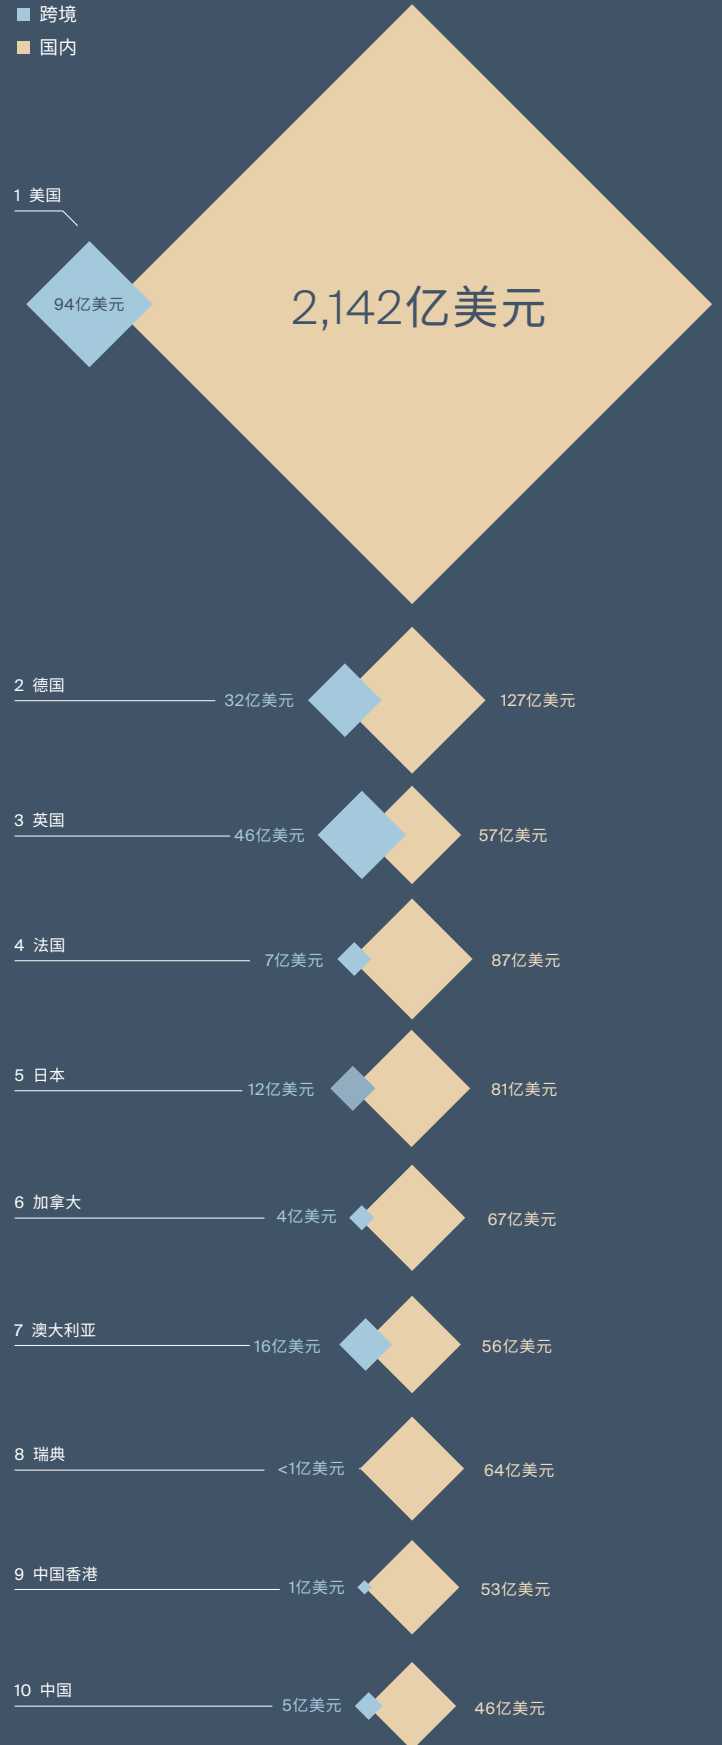 跨境
国内
1 美国
94亿美元
2,142亿美元
2 德国
32亿美元
127亿美元
3 英国
46亿美元
57亿美元
4 法国
7亿美元
87亿美元
5 日本
12亿美元
81亿美元
6 加拿大
4亿美元
67亿美元
7 澳大利亚
16亿美元
56亿美元
8 瑞典
<1亿美元
64亿美元
9 中国香港
1亿美元
53亿美元
10 中国
5亿美元
46亿美元